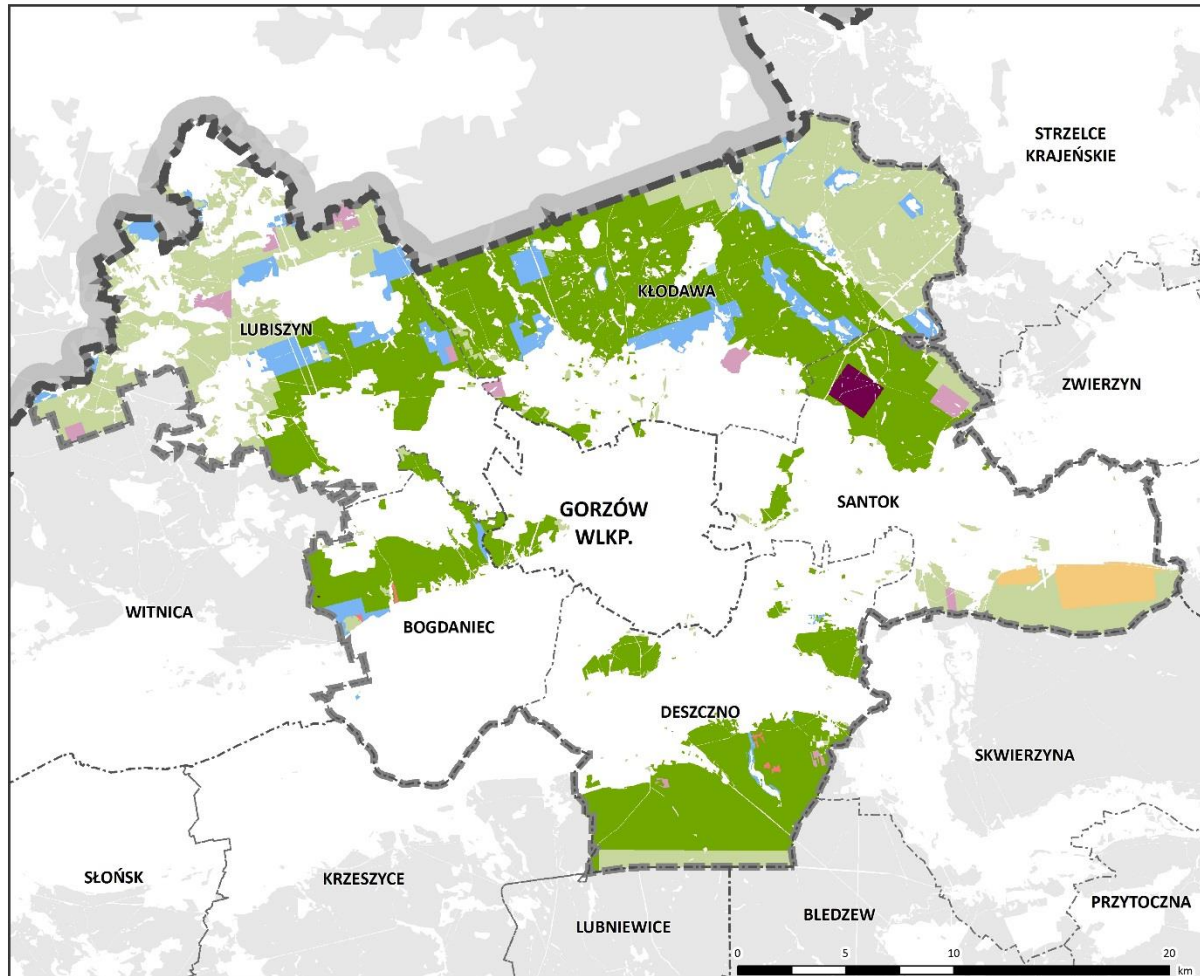 STRZELCE
KRAJEŃSKIE
KŁODAWA
LUBISZYN
ZWIERZYN
GORZÓW
WLKP.
SANTOK
WITNICA
BOGDANIEC
DESZCZNO
SKWIERZYNA
SŁOŃSK
KRZESZYCE
PRZYTOCZNA
BLEDZEW
LUBNIEWICE
0 5 10 20
km